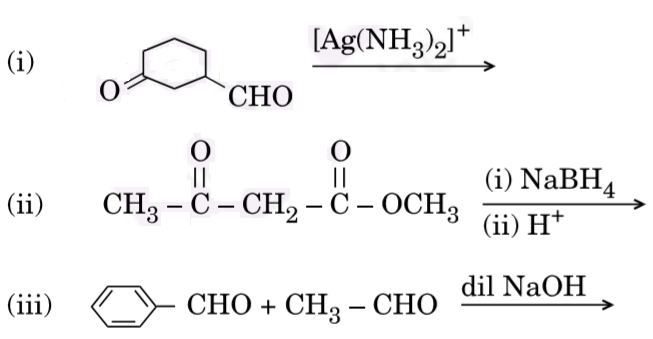 (i) O CHO [Ag(NH₃)₂]⁺
O O
|| ||
(ii) CH₃ – C – CH₂ – C – OCH₃ (i) NaBH₄
(ii) H⁺
(iii) – CHO + CH₃ – CHO dil NaOH